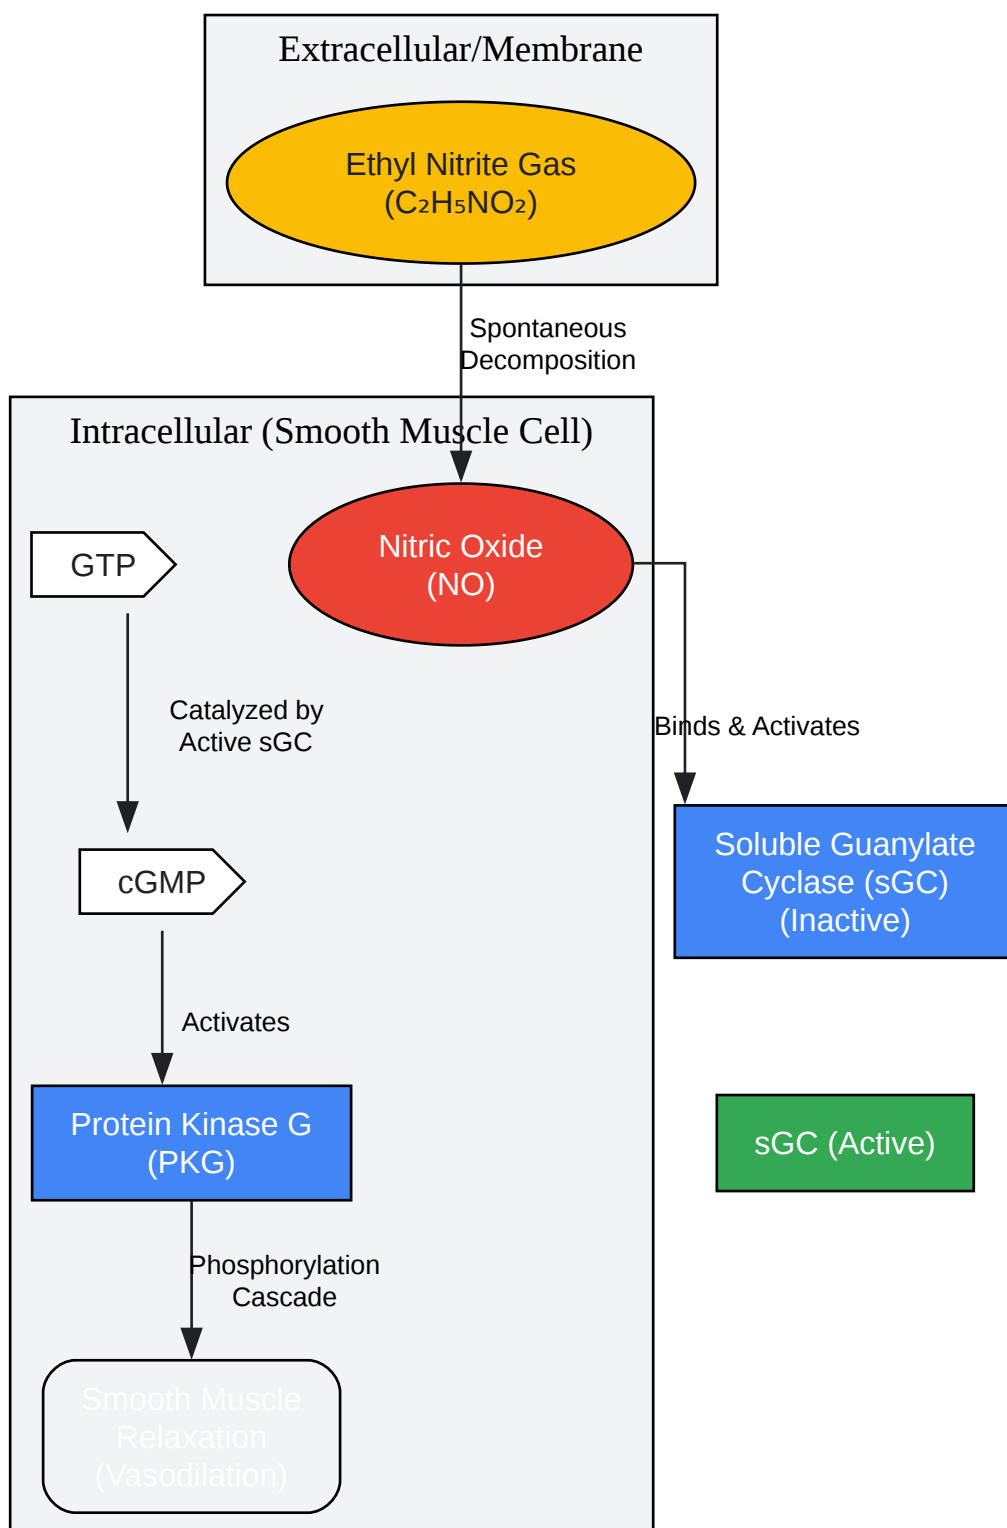 Extracellular/Membrane
Ethyl Nitrite Gas
(C₂H₅NO₂)
Spontaneous
Decomposition
Intracellular (Smooth Muscle Cell)
Nitric Oxide
(NO)
GTP
Catalyzed by
Active sGC
Binds & Activates
cGMP
Soluble Guanylate
Cyclase (sGC)
(Inactive)
Activates
Protein Kinase G
(PKG)
sGC (Active)
Phosphorylation
Cascade
Smooth Muscle
Relaxation
(Vasodilation)